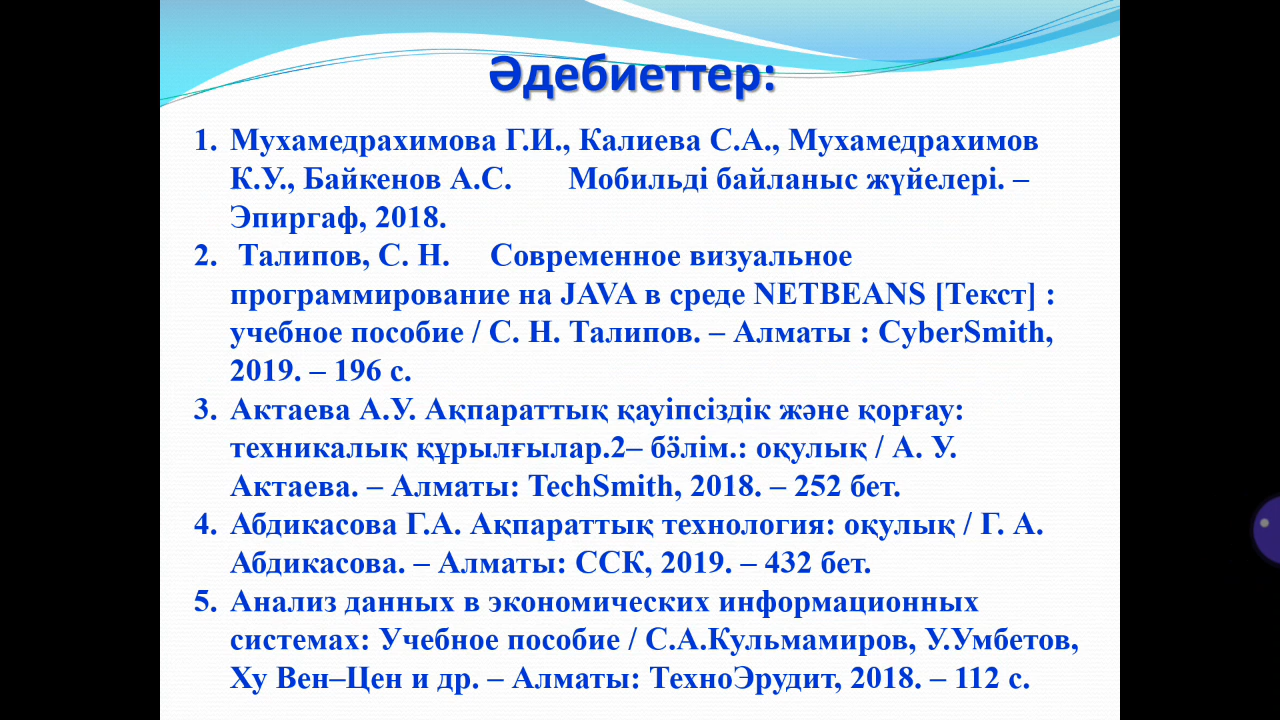 Әдебиеттер:
1. Мухамедрахимова Г.И., Калиева С.А., Мухамедрахимов
К.У., Байкенов А.С. Мобильді байланыс жүйелері. –
Эпиргаф, 2018.
2. Талипов, С. Н. Современное визуальное
программирование на JAVA в среде NETBEANS [Текст] :
учебное пособие / С. Н. Талипов. – Алматы : CyberSmith,
2019. – 196 с.
3. Актаева А.У. Ақпараттық қауіпсіздік және қорғау:
техникалық құрылғылар.2– бӛлім.: оқулық / А. У.
Актаева. – Алматы: TechSmith, 2018. – 252 бет.
4. Абдикасова Г.А. Ақпараттық технология: оқулық / Г. А.
Абдикасова. – Алматы: ССК, 2019. – 432 бет.
5. Анализ данных в экономических информационных
системах: Учебное пособие / С.А.Кульмамиров, У.Умбетов,
Ху Вен–Цен и др. – Алматы: ТехноЭрудит, 2018. – 112 с.